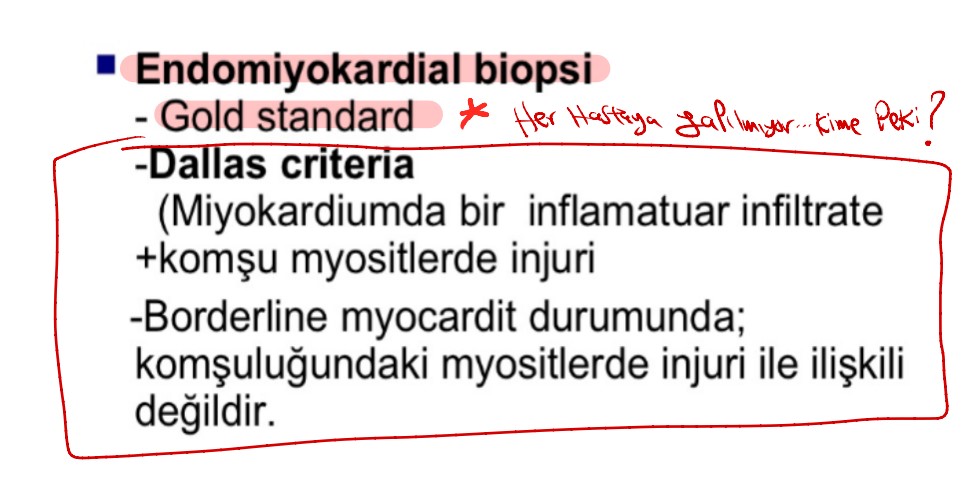 Endomiyokardial biopsi
- Gold standard * Her Hastaya yapılmıyor... Kime Peki?
-Dallas criteria
(Miyokardiumda bir inflamatuar infiltrate
+komşu myositlerde injuri
-Borderline myocardit durumunda;
komşuluğundaki myositlerde injuri ile ilişkili
değildir.